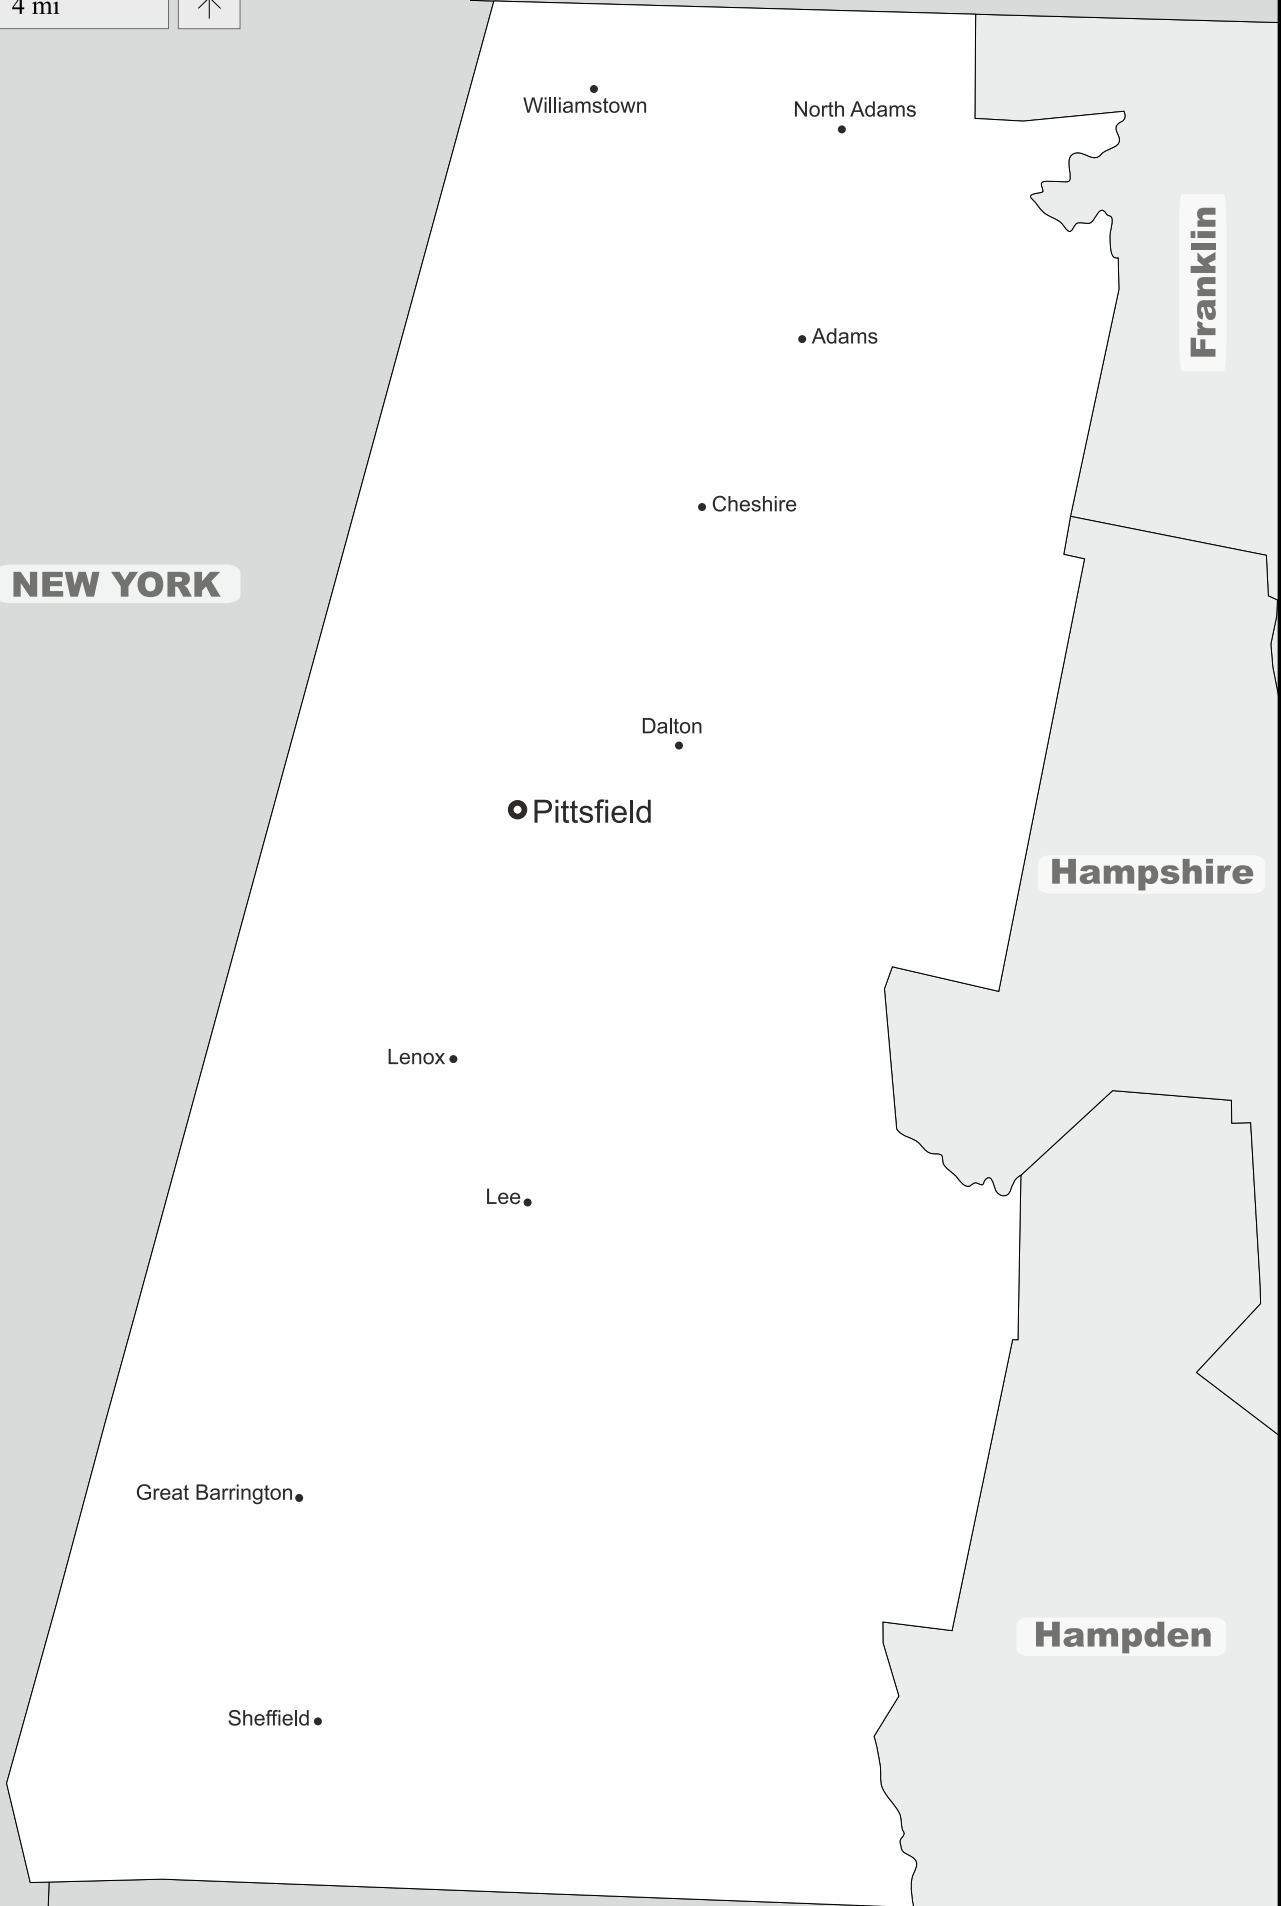 4 mi
Williamstown
North Adams
Franklin
Adams
Cheshire
NEW YORK
Dalton
Pittsfield
Hampshire
Lenox
Lee
Great Barrington
Hampden
Sheffield